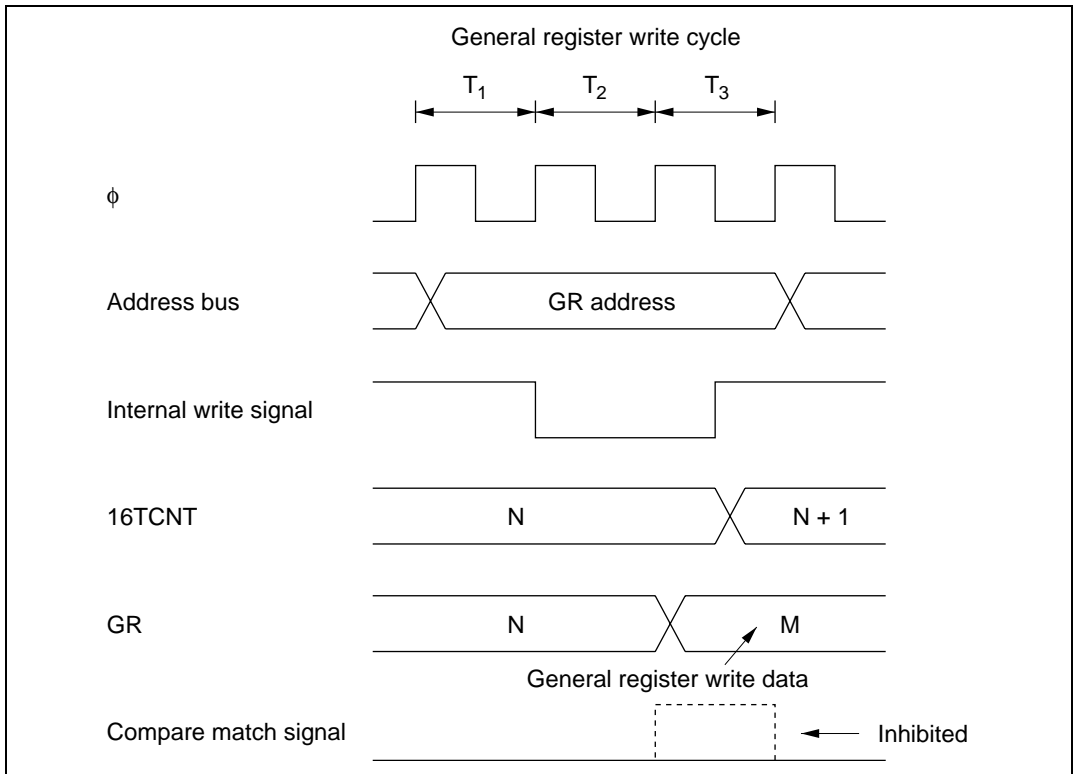 General register write cycle
T1 T2 T3
φ
Address bus
GR address
Internal write signal
16TCNT
N
N + 1
GR
N
M
General register write data
Compare match signal
Inhibited